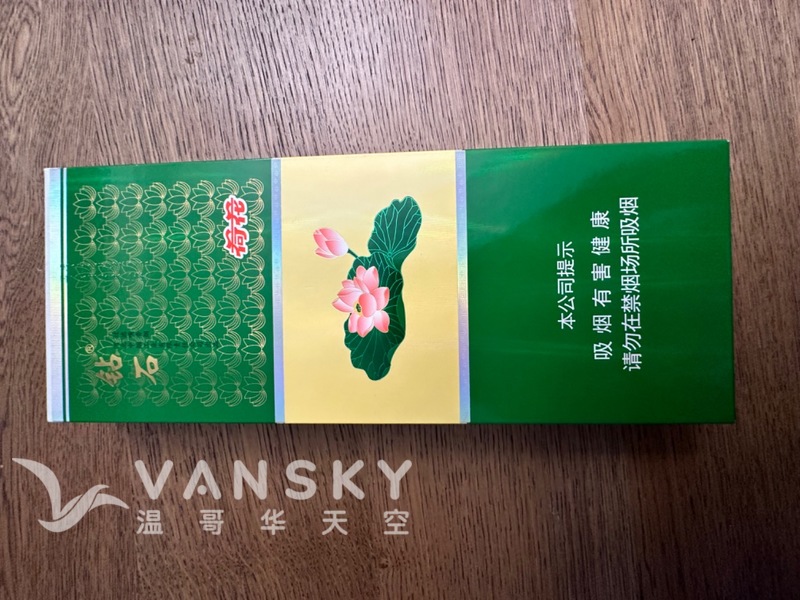 钻石®
荷花
本公司提示
吸烟有害健康
请勿在禁烟场所吸烟
VANSKY
温哥华天空